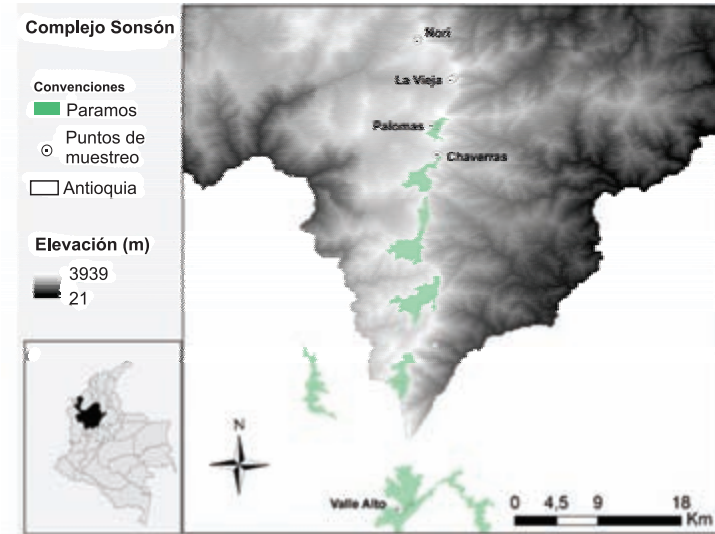 Complejo Sonsón
Convenciones
Paramos
Puntos de
muestreo
Antioquia
Elevación (m)
3939
21
Nori
La Vieja
Palomas
Chaverras
Valle Alto
N
0 4,5 9 18
Km